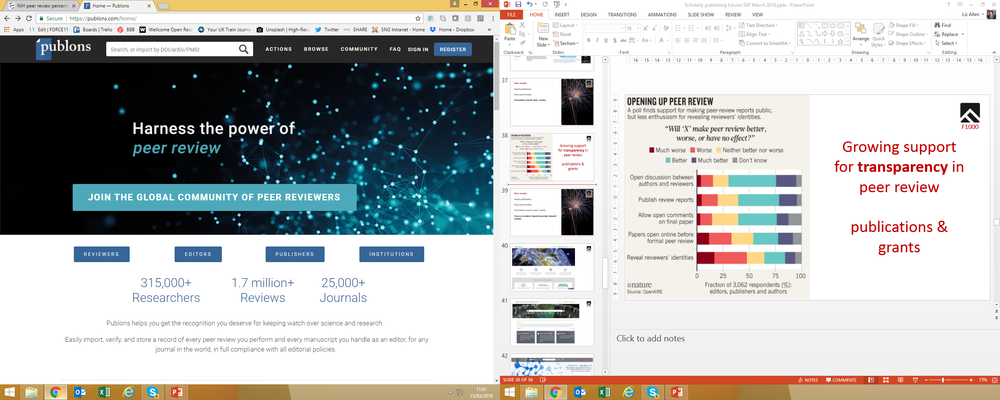 NIH peer review percenti
Home — Publons
Secure
https://publons.com/home/
Apps
Edit | FORCE11
Boards | Trello
BBB
Wellcome Open Rese
Your UK Train Journe
Unsplash | High-Reso
Twitter
SHARE
SNG Intranet - Home
Home - Dropbox
»
publons
Search, or import by DOI/arXiv/PMID
ACTIONS
BROWSE
COMMUNITY
FAQ
SIGN IN
REGISTER
Harness the power of
peer review
JOIN THE GLOBAL COMMUNITY OF PEER REVIEWERS
REVIEWERS
EDITORS
PUBLISHERS
INSTITUTIONS
315,000+
Researchers
1.7 million+
Reviews
25,000+
Journals
Publons helps you get the recognition you deserve for keeping watch over science and research.
Easily import, verify, and store a record of every peer review you perform and every manuscript you handle as an editor, for any
journal in the world, in full compliance with all editorial policies.
11:01
15/03/2018
Scholarly publishing futures SSP March 2018.pptx - PowerPoint
FILE
HOME
INSERT
DESIGN
TRANSITIONS
ANIMATIONS
SLIDE SHOW
REVIEW
VIEW
Liz Allen
Paste
Clipboard
New
Slide
Layout
Reset
Section
Slides
18
Font
Text Direction
Align Text
Convert to SmartArt
Paragraph
Arrange
Quick
Styles
Shape Fill
Shape Outline
Shape Effects
Drawing
Find
Replace
Select
Editing
37
New models
Rapid publication
New partnerships
Innovation around 'peer' review
38
OPENING UP PEER REVIEW
Growing support
for transparency in
peer review
publications &
grants
39
New models
Rapid publication
New partnerships
Innovation around 'peer' review
Focus on outputs: beyond journals, beyond
articles
40
41
42
OPENING UP PEER REVIEW
A poll finds support for making peer-review reports public,
but less enthusiasm for revealing reviewers' identities.
“Will ‘X’ make peer review better,
worse, or have no effect?”
Much worse
Worse
Neither better nor worse
Better
Much better
Don't know
Open discussion between
authors and reviewers
Publish review reports
Allow open comments
on final paper
Papers open online before
formal peer review
Reveal reviewers' identities
0 25 50 75 100
Fraction of 3,062 respondents (%):
editors, publishers and authors
©nature
Source: OpenAIRE
F1000
Growing support
for transparency in
peer review
publications &
grants
Click to add notes
SLIDE 38 OF 56
NOTES
COMMENTS
73%